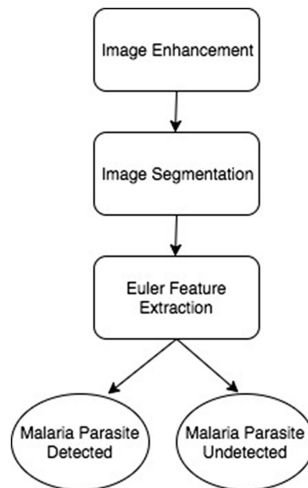 Image Enhancement
Image Segmentation
Euler Feature
Extraction
Malaria Parasite
Detected
Malaria Parasite
Undetected